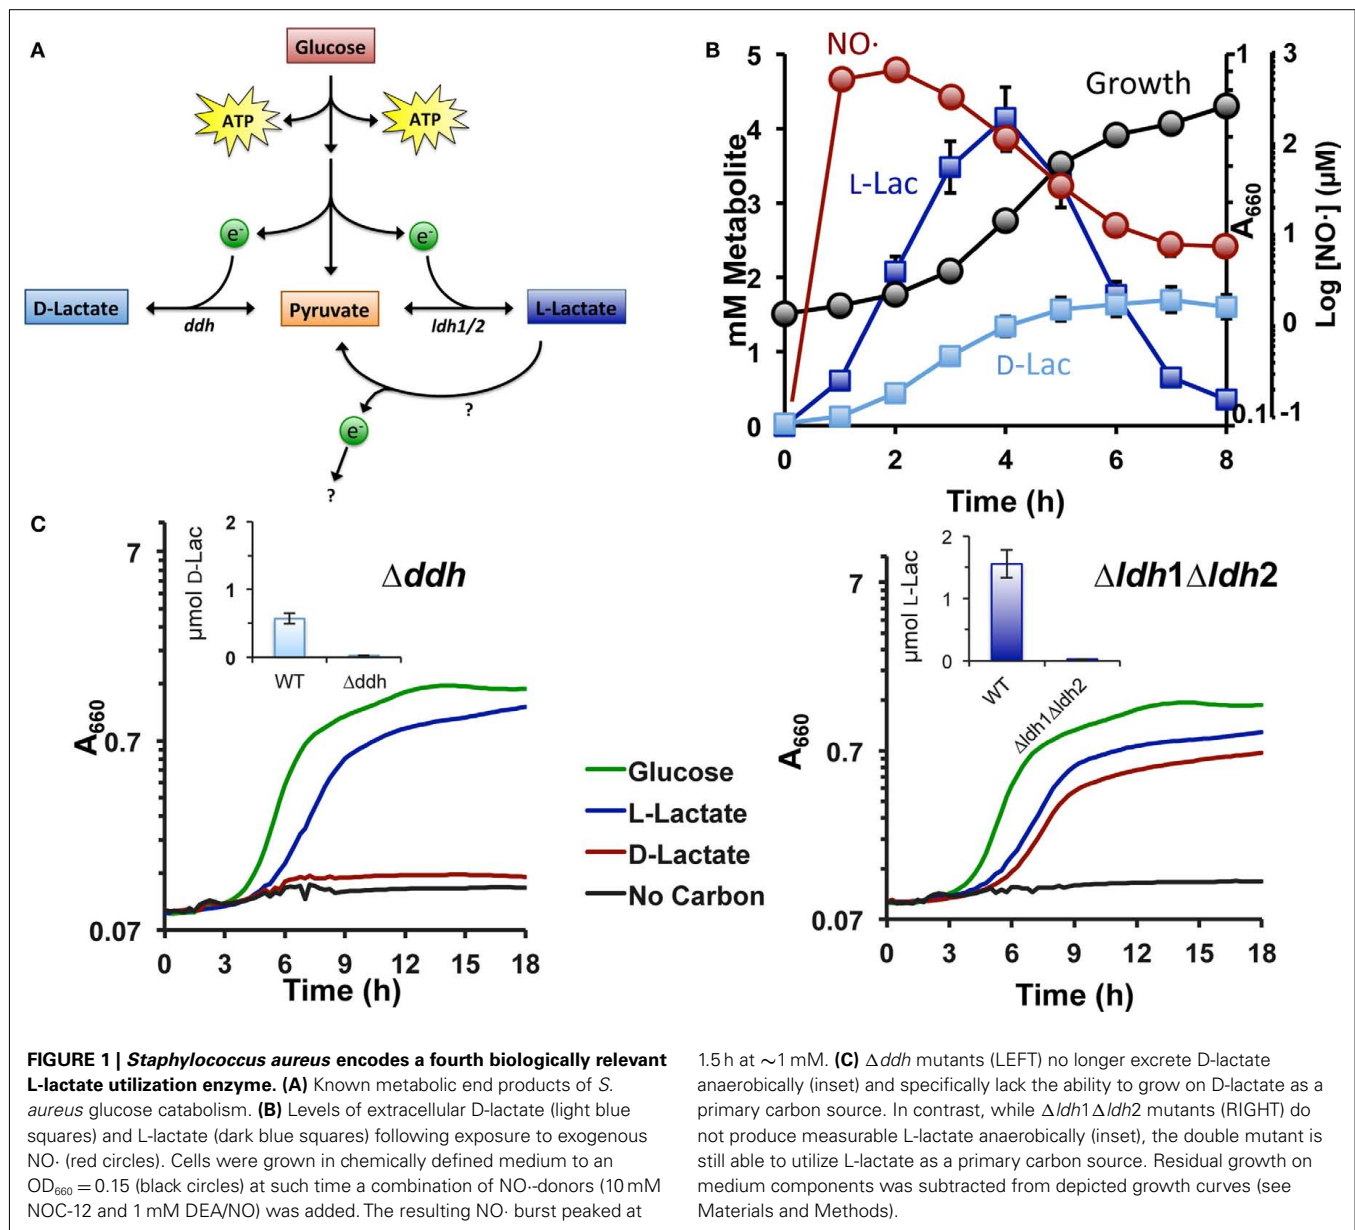 A
Glucose
ATP
ATP
e-
e-
D-Lactate
ddh
Pyruvate
ldh1/2
L-Lactate
?
e-
?
B
NO·
Growth
L-Lac
D-Lac
mM Metabolite
5
4
3
2
1
0
0
2
4
6
8
Time (h)
1
A660
0.1
3
2
1
0
-1
Log [NO·] (µM)
C
A660
7
0.7
0.07
µmol D-Lac
2
1
0
WT
Δddh
Δddh
0
3
6
9
12
15
18
Time (h)
Glucose
L-Lactate
D-Lactate
No Carbon
A660
7
0.7
0.07
µmol L-Lac
2
1
1
0
WT
Δldh1Δldh2
Δldh1Δldh2
0
3
6
9
12
15
18
Time (h)
FIGURE 1 | Staphylococcus aureus encodes a fourth biologically relevant
L-lactate utilization enzyme. (A) Known metabolic end products of S.
aureus glucose catabolism. (B) Levels of extracellular D-lactate (light blue
squares) and L-lactate (dark blue squares) following exposure to exogenous
NO· (red circles). Cells were grown in chemically defined medium to an
OD660 = 0.15 (black circles) at such time a combination of NO·-donors (10 mM
NOC-12 and 1 mM DEA/NO) was added. The resulting NO· burst peaked at
1.5 h at ∼1 mM. (C) Δddh mutants (LEFT) no longer excrete D-lactate
anaerobically (inset) and specifically lack the ability to grow on D-lactate as a
primary carbon source. In contrast, while Δldh1Δldh2 mutants (RIGHT) do
not produce measurable L-lactate anaerobically (inset), the double mutant is
still able to utilize L-lactate as a primary carbon source. Residual growth on
medium components was subtracted from depicted growth curves (see
Materials and Methods).